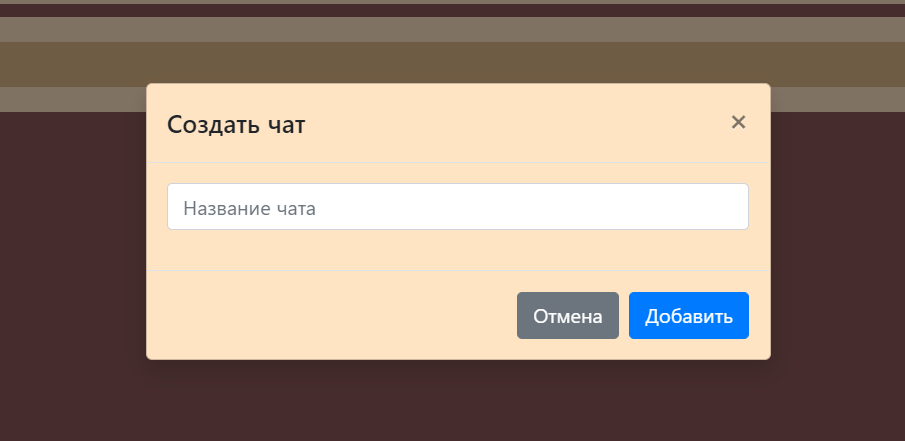 Создать чат
×
Название чата
Отмена Добавить